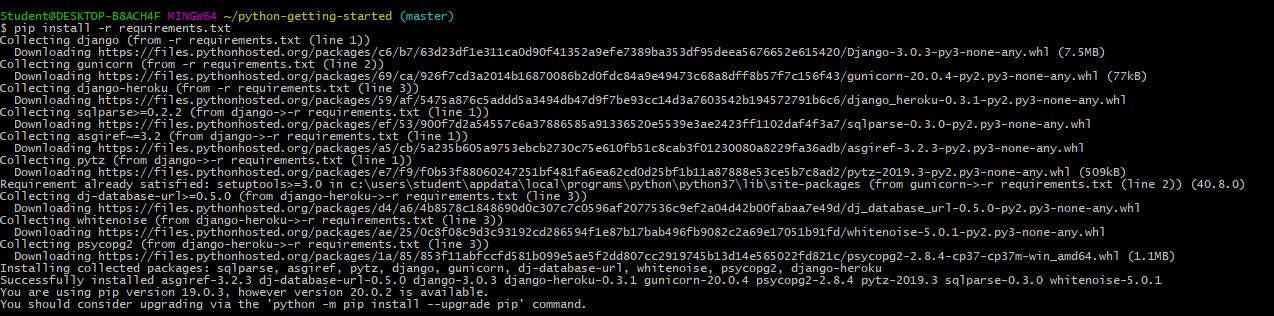 Student@DESKTOP-B8ACH4F MINGW64 ~/python-getting-started (master)
$ pip install -r requirements.txt
Collecting django (from -r requirements.txt (line 1))
  Downloading https://files.pythonhosted.org/packages/c6/b7/63d23df1e311ca0d90f41352a9efe7389ba353df95deea5676652e615420/Django-3.0.3-py3-none-any.whl (7.5MB)
Collecting gunicorn (from -r requirements.txt (line 2))
  Downloading https://files.pythonhosted.org/packages/69/ca/926f7cd3a2014b16870086b2d0fdc84a9e49473c68a8dff8b57f7c156f43/gunicorn-20.0.4-py2.py3-none-any.whl (77kB)
Collecting django-heroku (from -r requirements.txt (line 3))
  Downloading https://files.pythonhosted.org/packages/59/af/5475a876c5addd5a3494db47d9f7be93cc14d3a7603542b194572791b6c6/django_heroku-0.3.1-py2.py3-none-any.whl
Collecting sqlparse>=0.2.2 (from django->-r requirements.txt (line 1))
  Downloading https://files.pythonhosted.org/packages/ef/53/900f7d2a54557c6a37886585a91336520e5539e3ae2423ff1102daf4f3a7/sqlparse-0.3.0-py2.py3-none-any.whl
Collecting asgiref~=3.2 (from django->-r requirements.txt (line 1))
  Downloading https://files.pythonhosted.org/packages/a5/cb/5a235b605a9753ebcb2730c75e610fb51c8cab3f01230080a8229fa36adb/asgiref-3.2.3-py2.py3-none-any.whl
Collecting pytz (from django->-r requirements.txt (line 1))
  Downloading https://files.pythonhosted.org/packages/e7/f9/f0b53f88060247251bf481fa6ea62cd0d25bf1b11a87888e53ce5b7c8ad2/pytz-2019.3-py2.py3-none-any.whl (509kB)
Requirement already satisfied: setuptools>=3.0 in c:\users\student\appdata\local\programs\python\python37\lib\site-packages (from gunicorn->-r requirements.txt (line 2)) (40.8.0)
Collecting dj-database-url>=0.5.0 (from django-heroku->-r requirements.txt (line 3))
  Downloading https://files.pythonhosted.org/packages/d4/a6/4b8578c1848690d0c307c7c0596af2077536c9ef2a04d42b00fabaa7e49d/dj_database_url-0.5.0-py2.py3-none-any.whl
Collecting whitenoise (from django-heroku->-r requirements.txt (line 3))
  Downloading https://files.pythonhosted.org/packages/ae/25/0c8f08c9d3c93192cd286594f1e87b17bab496fb9082c2a69e17051b91fd/whitenoise-5.0.1-py2.py3-none-any.whl
Collecting psycopg2 (from django-heroku->-r requirements.txt (line 3))
  Downloading https://files.pythonhosted.org/packages/1a/85/853f11abfccfd581b099e5ae5f2dd807cc2919745b13d14e565022fd821c/psycopg2-2.8.4-cp37-cp37m-win_amd64.whl (1.1MB)
Installing collected packages: sqlparse, asgiref, pytz, django, gunicorn, dj-database-url, whitenoise, psycopg2, django-heroku
Successfully installed asgiref-3.2.3 dj-database-url-0.5.0 django-3.0.3 django-heroku-0.3.1 gunicorn-20.0.4 psycopg2-2.8.4 pytz-2019.3 sqlparse-0.3.0 whitenoise-5.0.1
You are using pip version 19.0.3, however version 20.0.2 is available.
You should consider upgrading via the 'python -m pip install --upgrade pip' command.